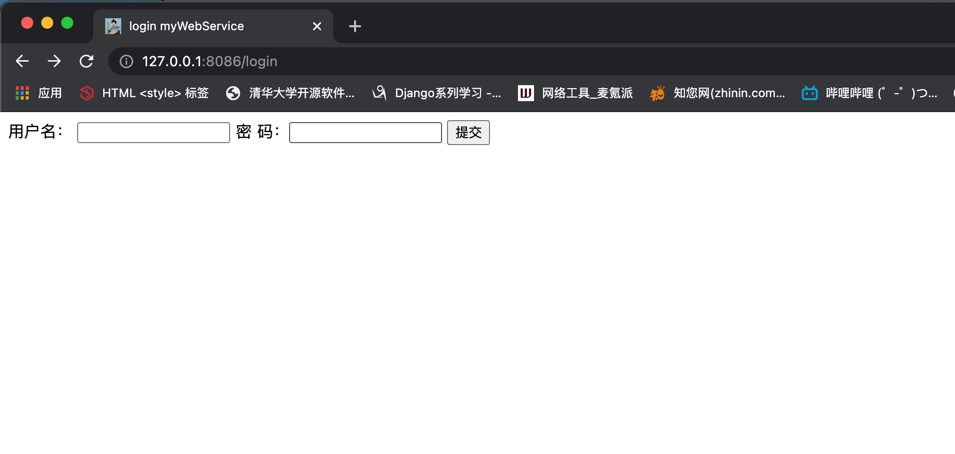 login myWebService
127.0.0.1:8086/login
应用 HTML <style> 标签 清华大学开源软件... Django系列学习 -... 网络工具_麦氪派 知您网(zhinin.com... 哔哩哔哩 (゜-゜)つ...
用户名： 密 码： 提交